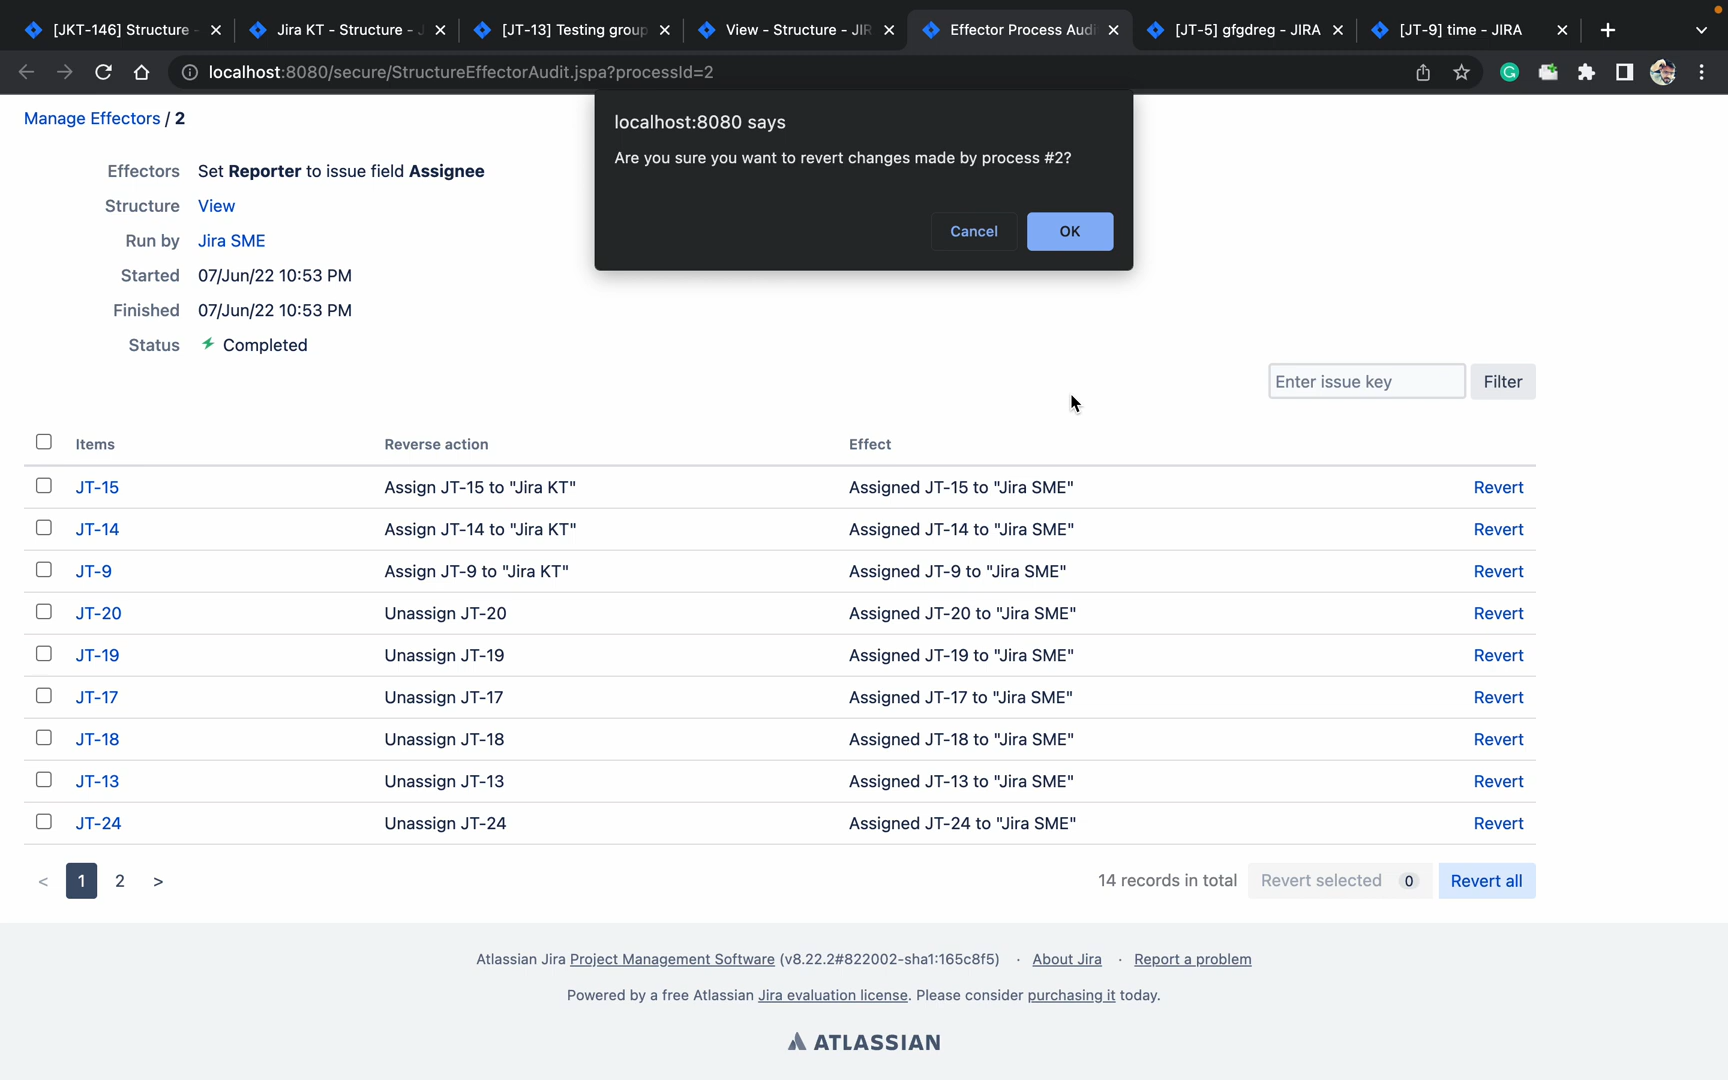 [JKT-146] Structure -
Jira KT - Structure - J
[JT-13] Testing group
View - Structure - JIR
Effector Process Audi
[JT-5] gfgdreg - JIRA
[JT-9] time - JIRA
localhost:8080/secure/StructureEffectorAudit.jspa?processId=2
Manage Effectors / 2
localhost:8080 says
Are you sure you want to revert changes made by process #2?
Cancel
OK
Effectors Set Reporter to issue field Assignee
Structure View
Run by Jira SME
Started 07/Jun/22 10:53 PM
Finished 07/Jun/22 10:53 PM
Status Completed
Enter issue key Filter
Items Reverse action Effect
JT-15 Assign JT-15 to "Jira KT" Assigned JT-15 to "Jira SME" Revert
JT-14 Assign JT-14 to "Jira KT" Assigned JT-14 to "Jira SME" Revert
JT-9 Assign JT-9 to "Jira KT" Assigned JT-9 to "Jira SME" Revert
JT-20 Unassign JT-20 Assigned JT-20 to "Jira SME" Revert
JT-19 Unassign JT-19 Assigned JT-19 to "Jira SME" Revert
JT-17 Unassign JT-17 Assigned JT-17 to "Jira SME" Revert
JT-18 Unassign JT-18 Assigned JT-18 to "Jira SME" Revert
JT-13 Unassign JT-13 Assigned JT-13 to "Jira SME" Revert
JT-24 Unassign JT-24 Assigned JT-24 to "Jira SME" Revert
< 1 2 > 14 records in total Revert selected 0 Revert all
Atlassian Jira Project Management Software (v8.22.2#822002-sha1:165c8f5) · About Jira · Report a problem
Powered by a free Atlassian Jira evaluation license. Please consider purchasing it today.
ATLASSIAN